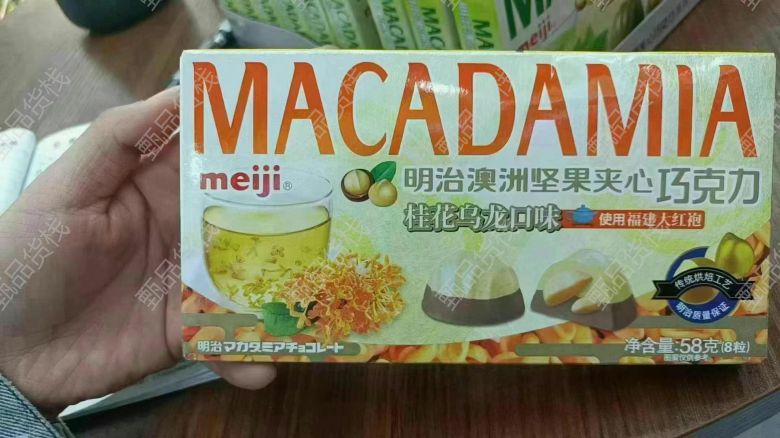 MACADAMIA
meiji®
明治澳洲坚果夹心巧克力
桂花乌龙口味 使用福建大红袍
传统烘焙工艺
明治质量保证
明治マカダミアチョコレート
净含量:58克(8粒)
图案仅供参考
MACADAM
meiji
甄品货栈